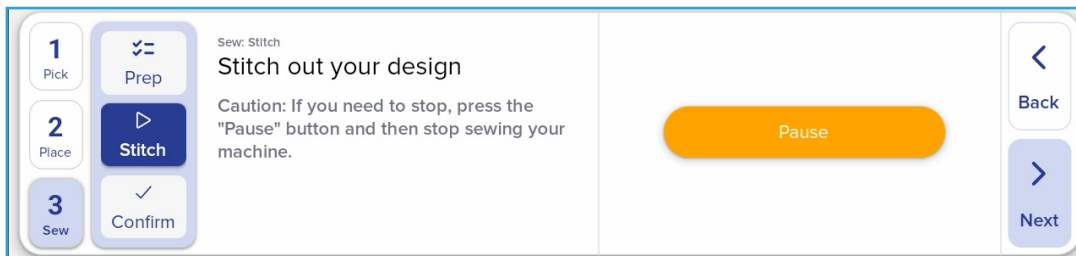 1
Pick
2
Place
3
Sew
Prep
Stitch
Confirm
Sew: Stitch
Stitch out your design
Caution: If you need to stop, press the
"Pause" button and then stop sewing your
machine.
Pause
Back
Next